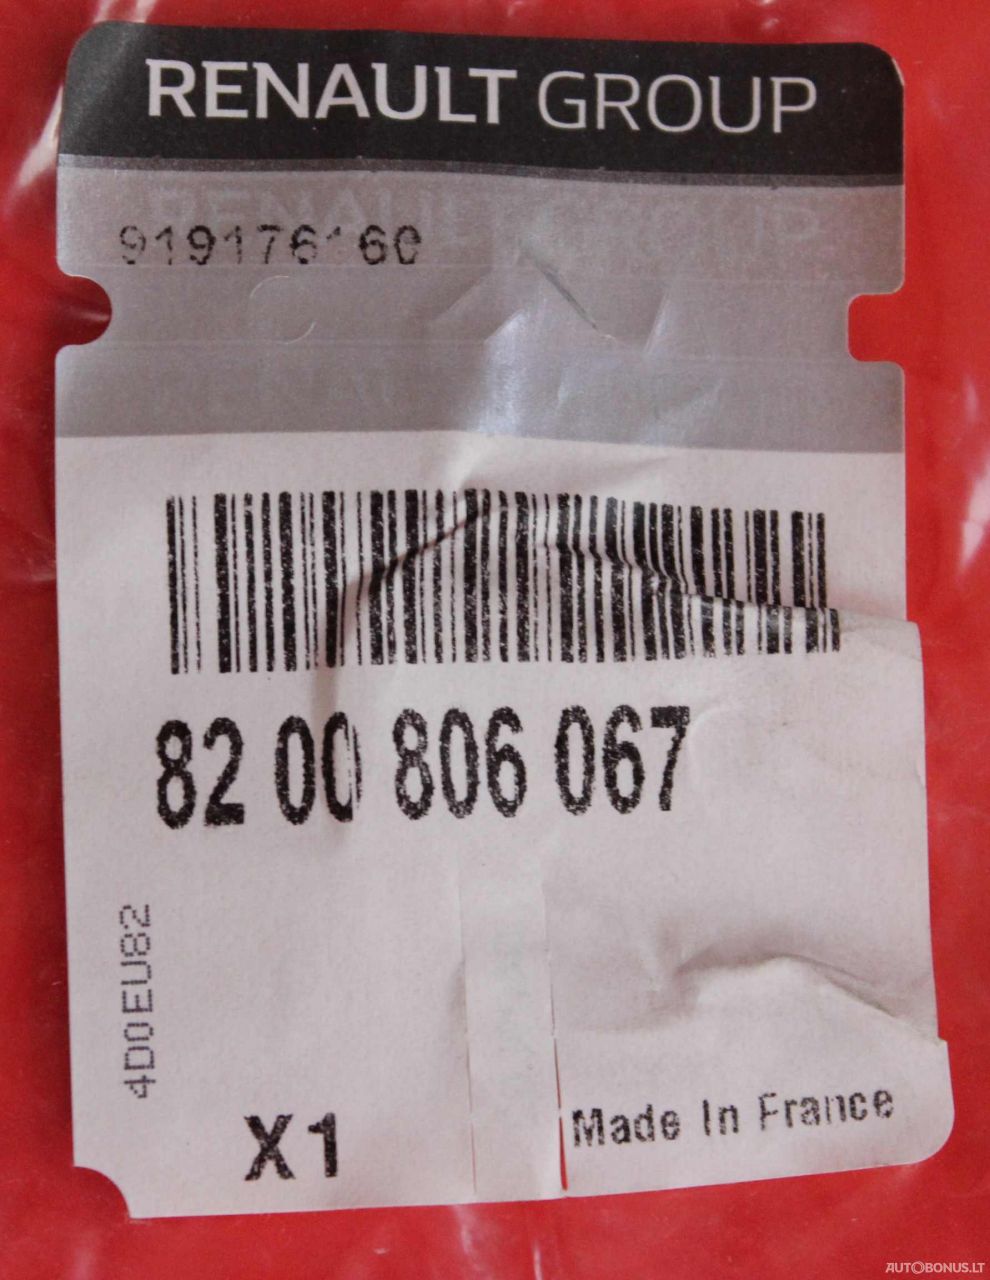 RENAULT GROUP
919176160
82 00 806 067
4D0EU82
X1
Made In France
AUTOBONUS.LT